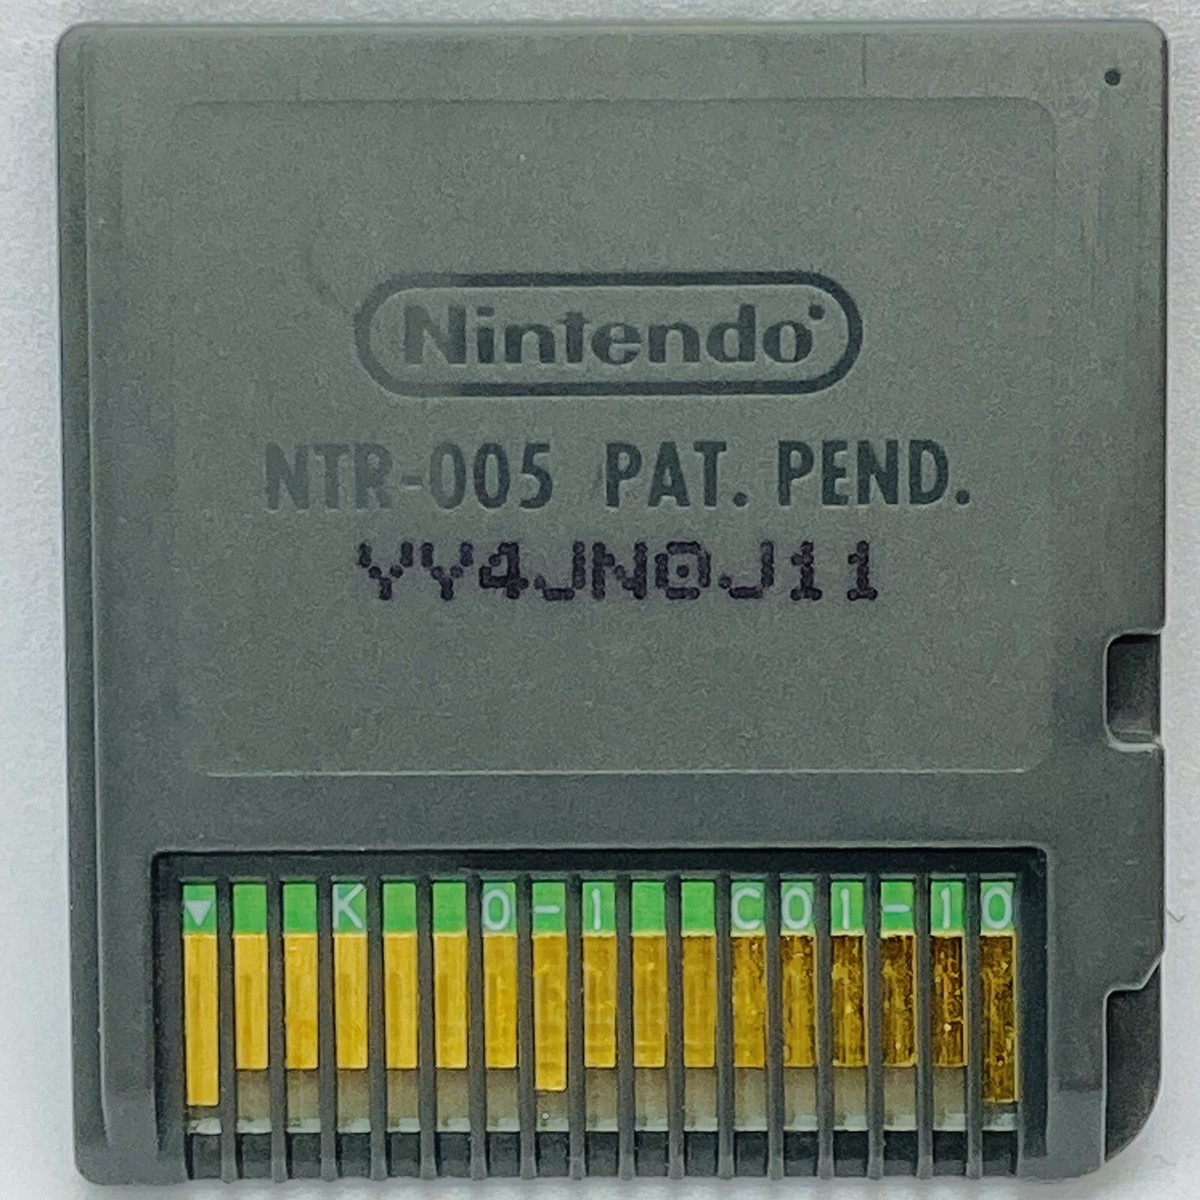 Nintendo
NTR-005 PAT. PEND.
YY4JN0J11
▼ K 0-1 C01-10